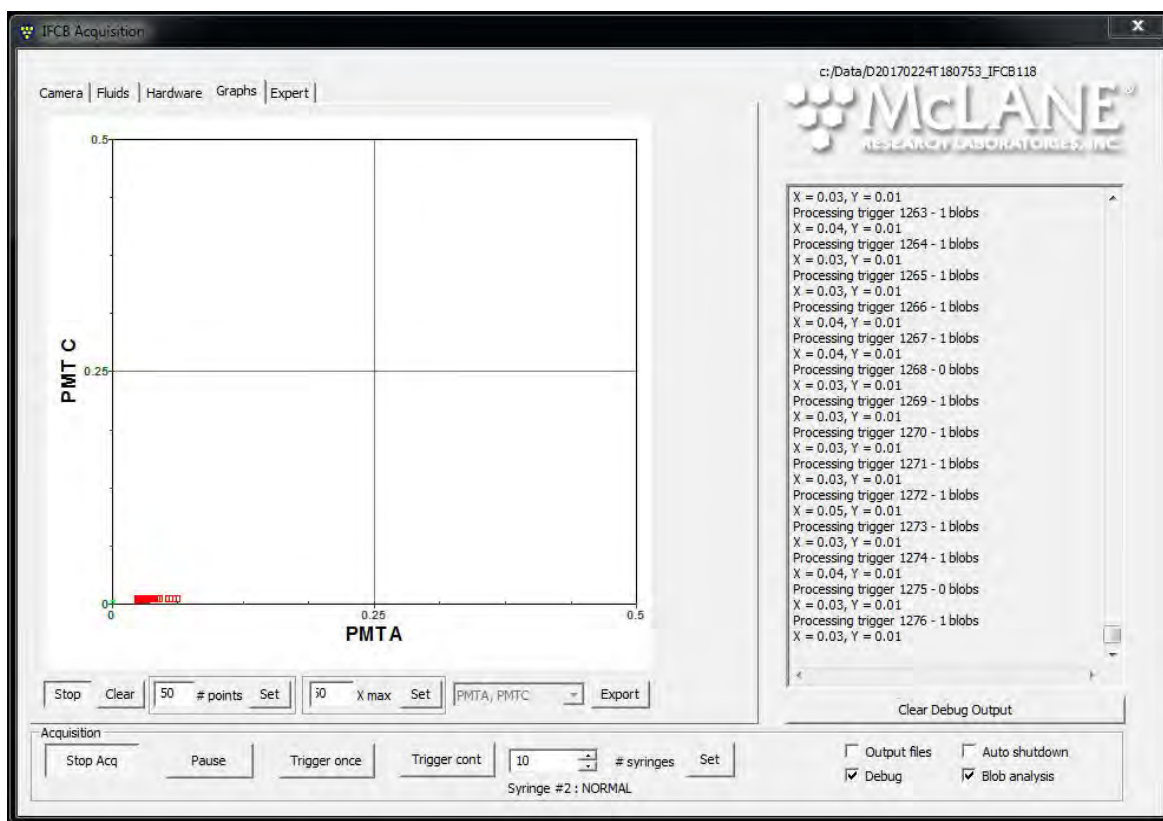 IFCB Acquisition
x
c:/Data/D20170224T180753_IFCB118
McLANE®
RESEARCH LABORATORIES, INC.
Camera Fluids Hardware Graphs Expert
0.5
PMT C
0.25
0
0 0.25 0.5
PMTA
X = 0.03, Y = 0.01
Processing trigger 1263 - 1 blobs
X = 0.04, Y = 0.01
Processing trigger 1264 - 1 blobs
X = 0.03, Y = 0.01
Processing trigger 1265 - 1 blobs
X = 0.03, Y = 0.01
Processing trigger 1266 - 1 blobs
X = 0.04, Y = 0.01
Processing trigger 1267 - 1 blobs
X = 0.04, Y = 0.01
Processing trigger 1268 - 0 blobs
X = 0.03, Y = 0.01
Processing trigger 1269 - 1 blobs
X = 0.03, Y = 0.01
Processing trigger 1270 - 1 blobs
X = 0.03, Y = 0.01
Processing trigger 1271 - 1 blobs
X = 0.03, Y = 0.01
Processing trigger 1272 - 1 blobs
X = 0.05, Y = 0.01
Processing trigger 1273 - 1 blobs
X = 0.03, Y = 0.01
Processing trigger 1274 - 1 blobs
X = 0.04, Y = 0.01
Processing trigger 1275 - 0 blobs
X = 0.03, Y = 0.01
Processing trigger 1276 - 1 blobs
X = 0.03, Y = 0.01
Stop Clear 50 # points Set X max Set PMTA, PMTC Export
Clear Debug Output
Acquisition
Stop Acq Pause Trigger once Trigger cont 10 # syringes Set
Syringe #2 : NORMAL
Output files Auto shutdown
Debug Blob analysis